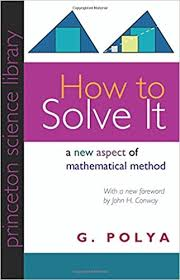 princeton science library
How to
Solve It
a new aspect of
mathematical method
With a new foreword
by John H. Conway
G. POLYA